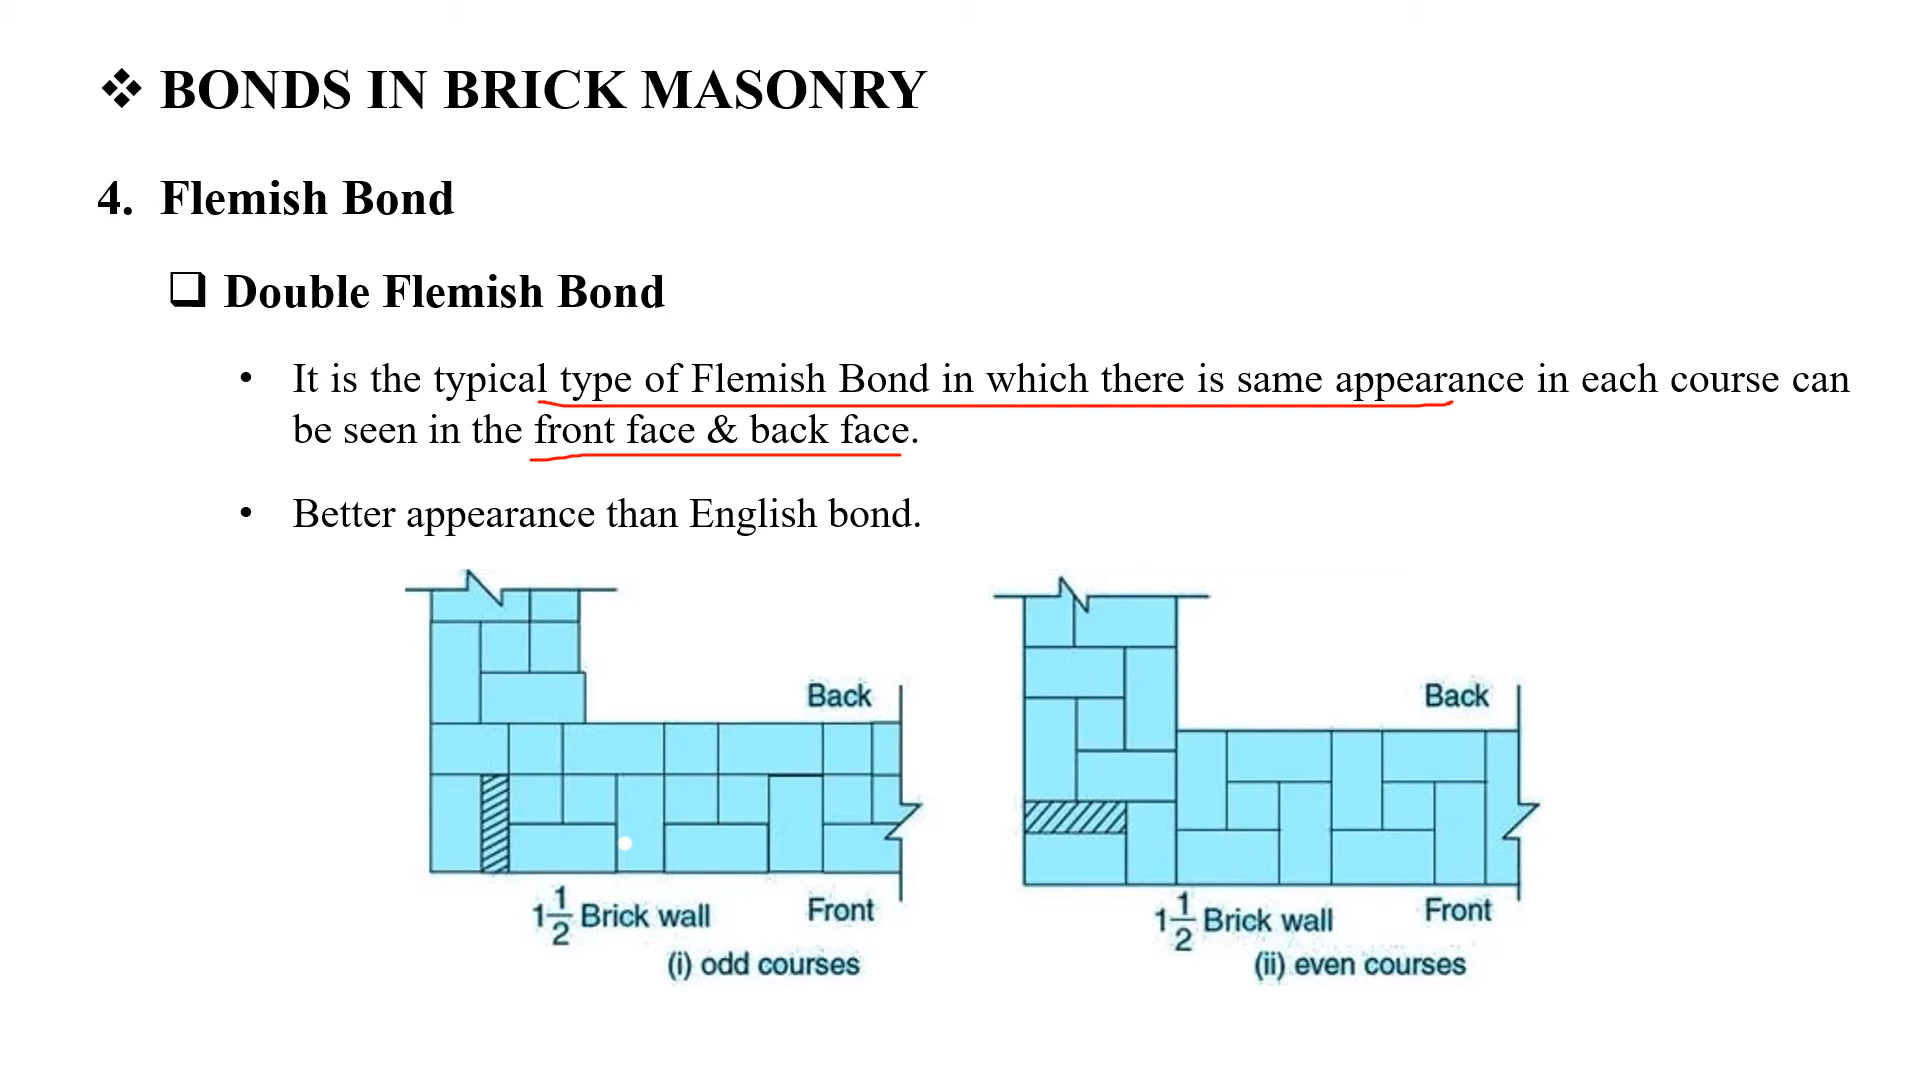 ❖ BONDS IN BRICK MASONRY
4. Flemish Bond
❑ Double Flemish Bond
• It is the typical type of Flemish Bond in which there is same appearance in each course can
be seen in the front face & back face.
• Better appearance than English bond.
Back
Front
1 1/2 Brick wall
(i) odd courses
Back
Front
1 1/2 Brick wall
(ii) even courses